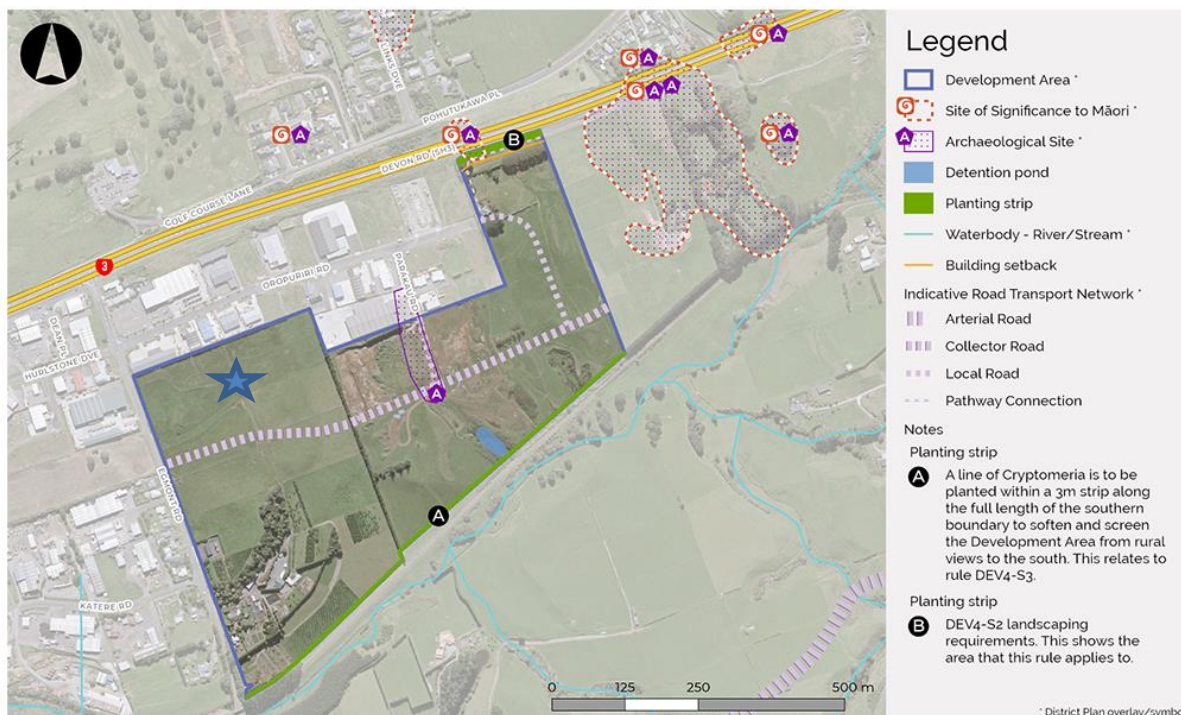 LINKS DVE
POHUTUKAWA PL
DEVON RD (SH3)
B
GOLF COURSE LANE
3
OROPURIRI RD
PARAKAU RD
DEAN PL
HURLSTONE DVE
EGMONT RD
KATERE RD
A
A
A
A
A
A
A
A
A
A
0 125 250 500 m
Legend
Development Area *
Site of Significance to Māori *
A Archaeological Site *
Detention pond
Planting strip
Waterbody - River/Stream *
Building setback
Indicative Road Transport Network *
Arterial Road
Collector Road
Local Road
Pathway Connection
Notes
Planting strip
A A line of Cryptomeria is to be
planted within a 3m strip along
the full length of the southern
boundary to soften and screen
the Development Area from rural
views to the south. This relates to
rule DEV4-S3.
Planting strip
B DEV4-S2 landscaping
requirements. This shows the
area that this rule applies to.
* District Plan overlay/symbo